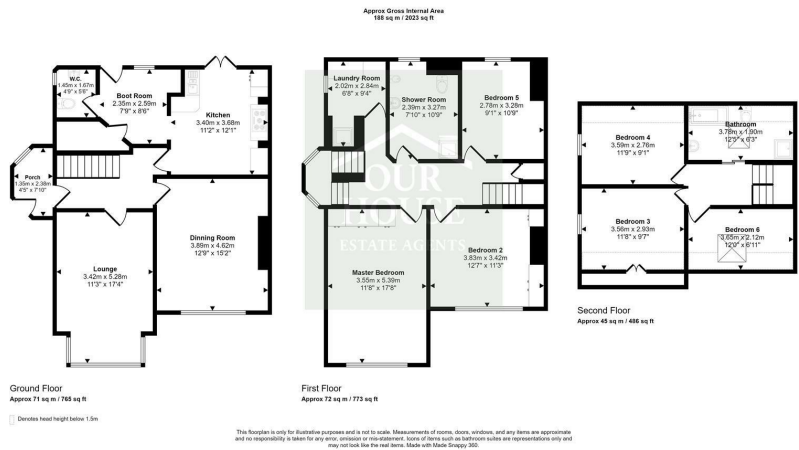 Approx Gross Internal Area
188 sq m / 2023 sq ft
W.C.
1.45m x 1.67m
4'9" x 5'6"
Boot Room
2.35m x 2.59m
7'9" x 8'6"
Kitchen
3.40m x 3.68m
11'2" x 12'1"
Porch
1.35m x 2.38m
4'5" x 7'10"
Dinning Room
3.89m x 4.62m
12'9" x 15'2"
Lounge
3.42m x 5.28m
11'3" x 17'4"
Ground Floor
Approx 71 sq m / 765 sq ft
Denotes head height below 1.5m
Laundry Room
2.02m x 2.84m
6'8" x 9'4"
Shower Room
2.39m x 3.27m
7'10" x 10'9"
Bedroom 5
2.78m x 3.28m
9'1" x 10'9"
OUR
HOUSE
ESTATE AGENTS
Bedroom 2
3.83m x 3.42m
12'7" x 11'3"
Master Bedroom
3.55m x 5.39m
11'8" x 17'8"
First Floor
Approx 72 sq m / 773 sq ft
Bedroom 4
3.59m x 2.76m
11'9" x 9'1"
Bathroom
3.78m x 1.90m
12'5" x 6'3"
Bedroom 3
3.56m x 2.93m
11'8" x 9'7"
Bedroom 6
3.65m x 2.12m
12'0" x 6'11"
Second Floor
Approx 45 sq m / 486 sq ft
This floorplan is only for illustrative purposes and is not to scale. Measurements of rooms, doors, windows, and any items are approximate
and no responsibility is taken for any error, omission or mis-statement. Icons of items such as bathroom suites are representations only and
may not look like the real items. Made with Made Snappy 360.